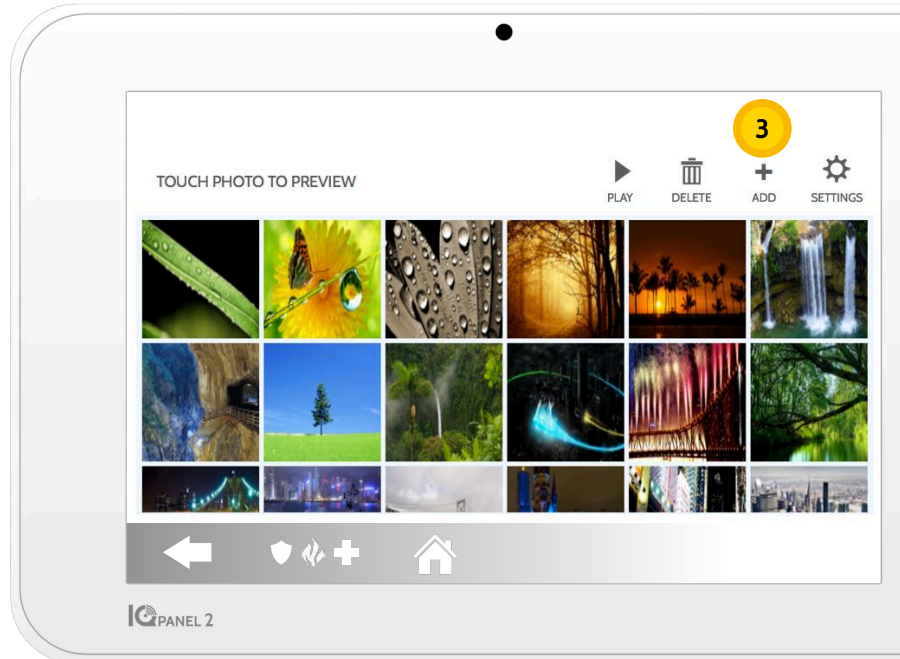 3
TOUCH PHOTO TO PREVIEW
PLAY
DELETE
ADD
SETTINGS
IQ PANEL 2